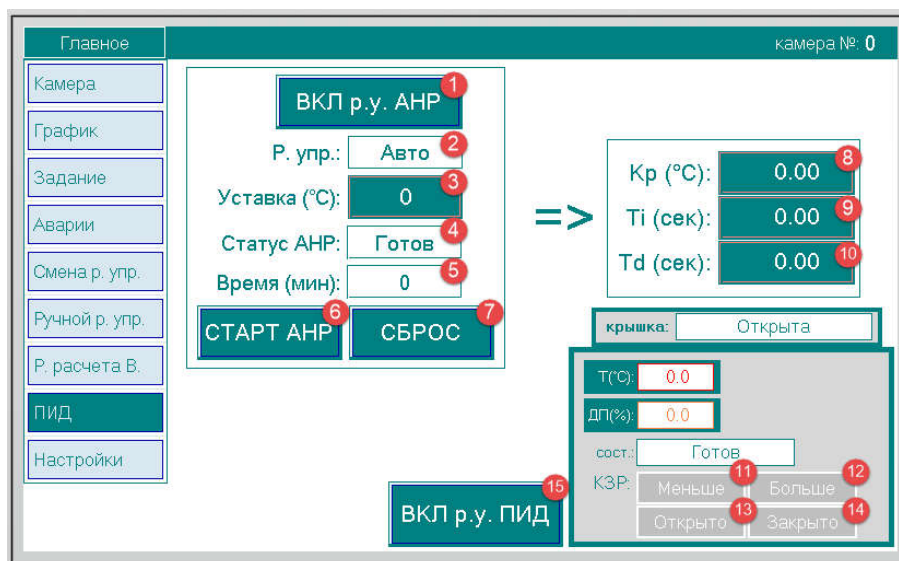 Главное
камера №: 0
Камера
График
Задание
Аварии
Смена р. упр.
Ручной р. упр.
Р. расчета В.
ПИД
Настройки
ВКЛ р.у. АНР 1
Р. упр.: Авто 2
Уставка (°C): 0 3
Статус АНР: Готов 4
Время (мин): 0 5
СТАРТ АНР 6
СБРОС 7
=>
Kp (°C): 0.00 8
Ti (сек): 0.00 9
Td (сек): 0.00 10
крышка: Открыта
T(°C): 0.0
ДП(%): 0.0
сост.: Готов
КЗР: Меньше 11 Больше 12
Открыто 13 Закрыто 14
ВКЛ р.у. ПИД 15